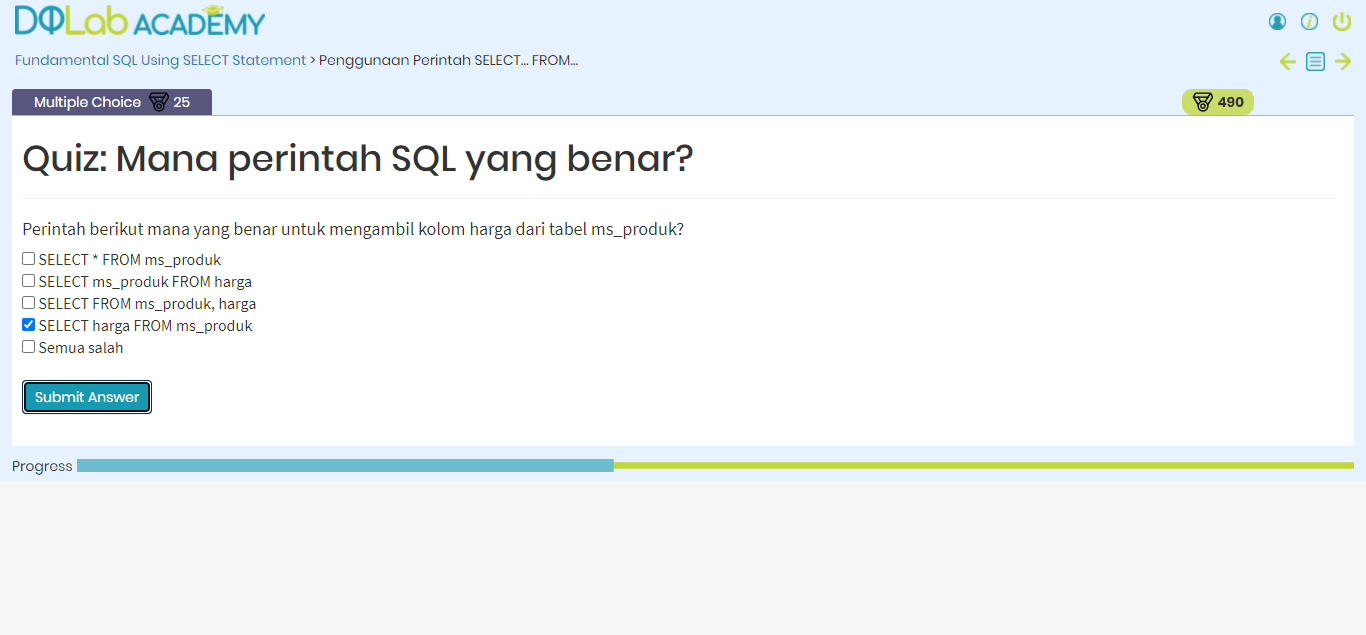 DQLab ACADEMY
Fundamental SQL Using SELECT Statement > Penggunaan Perintah SELECT... FROM...
Multiple Choice 25
490
Quiz: Mana perintah SQL yang benar?
Perintah berikut mana yang benar untuk mengambil kolom harga dari tabel ms_produk?
SELECT * FROM ms_produk
SELECT ms_produk FROM harga
SELECT FROM ms_produk, harga
SELECT harga FROM ms_produk
Semua salah
Submit Answer
Progress